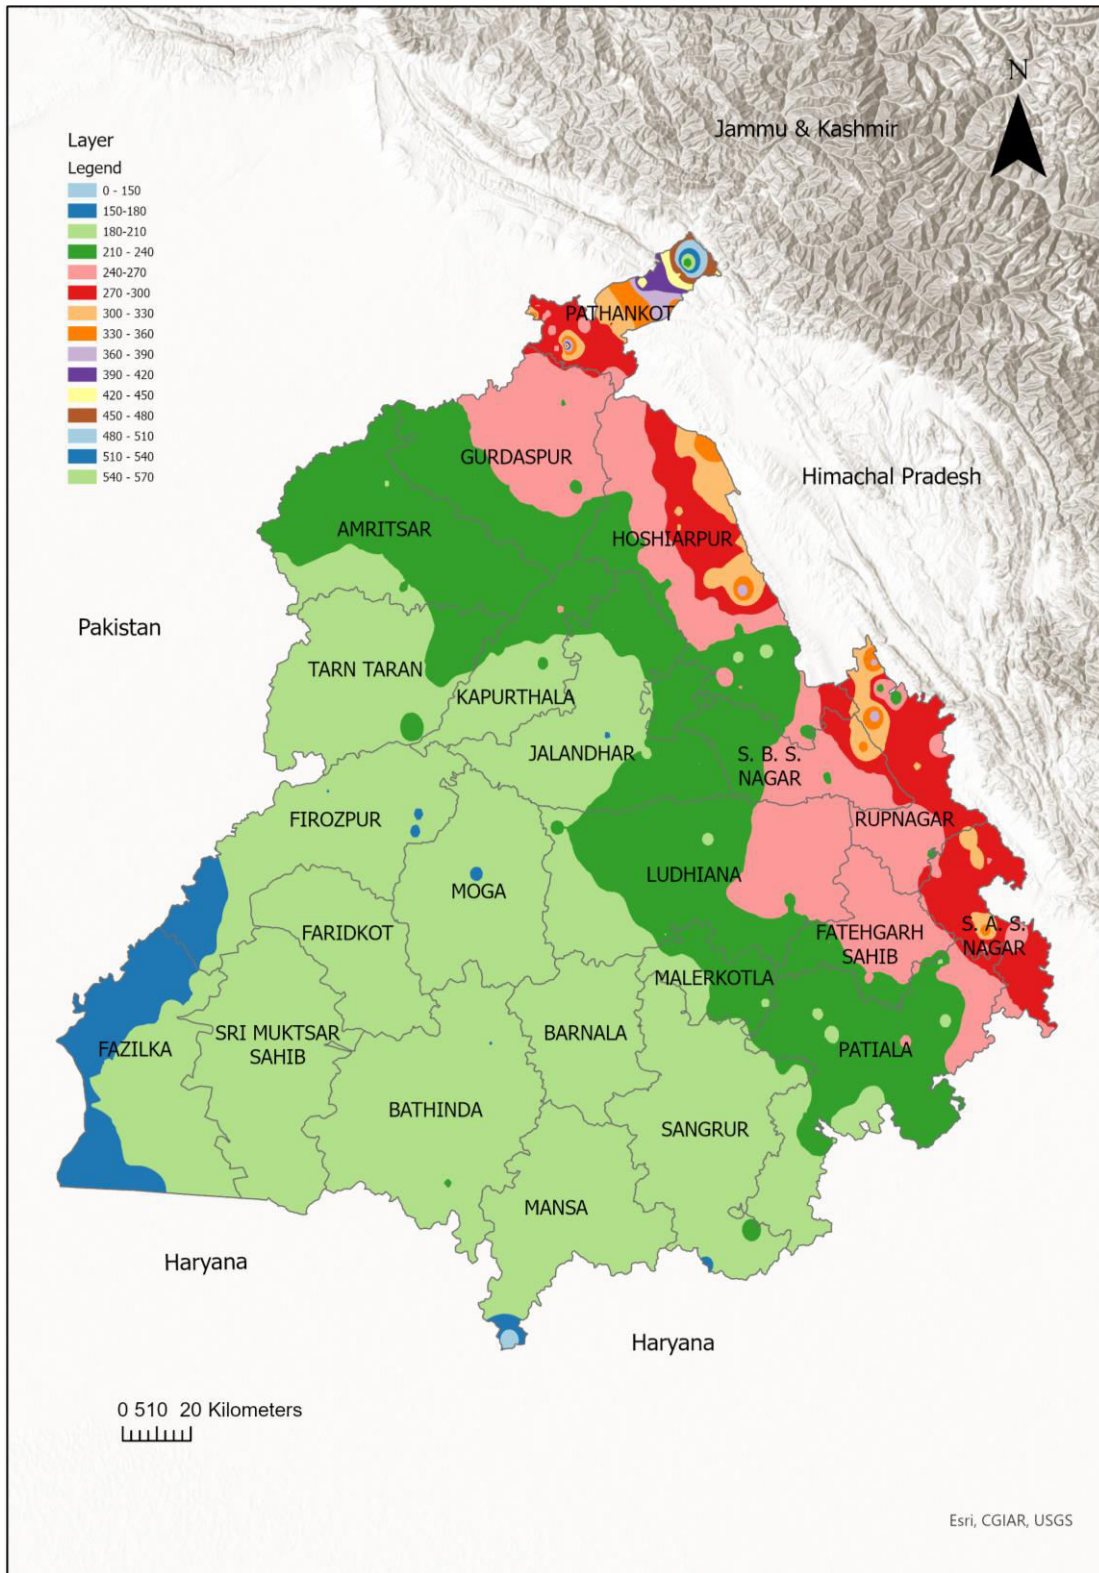 N
Jammu & Kashmir
Layer
Legend
0 - 150
150-180
180-210
210 - 240
240-270
270-300
300 - 330
330 - 360
360 - 390
390 - 420
420 - 450
450 - 480
480 - 510
510 - 540
540 - 570
PATHANKOT
GURDASPUR
Himachal Pradesh
AMRITSAR
HOSHIARPUR
Pakistan
TARN TARAN
KAPURTHALA
JALANDHAR
S. B. S.
NAGAR
FIROZPUR
RUPNAGAR
LUDHIANA
MOGA
FARIDKOT
FATEHGARH
SAHIB
S. A. S.
NAGAR
MALERKOTLA
SRI MUKTSAR
SAHIB
BARNALA
FAZILKA
PATIALA
BATHINDA
SANGRUR
MANSA
Haryana
Haryana
0 510 20 Kilometers
Esri, CGIAR, USGS